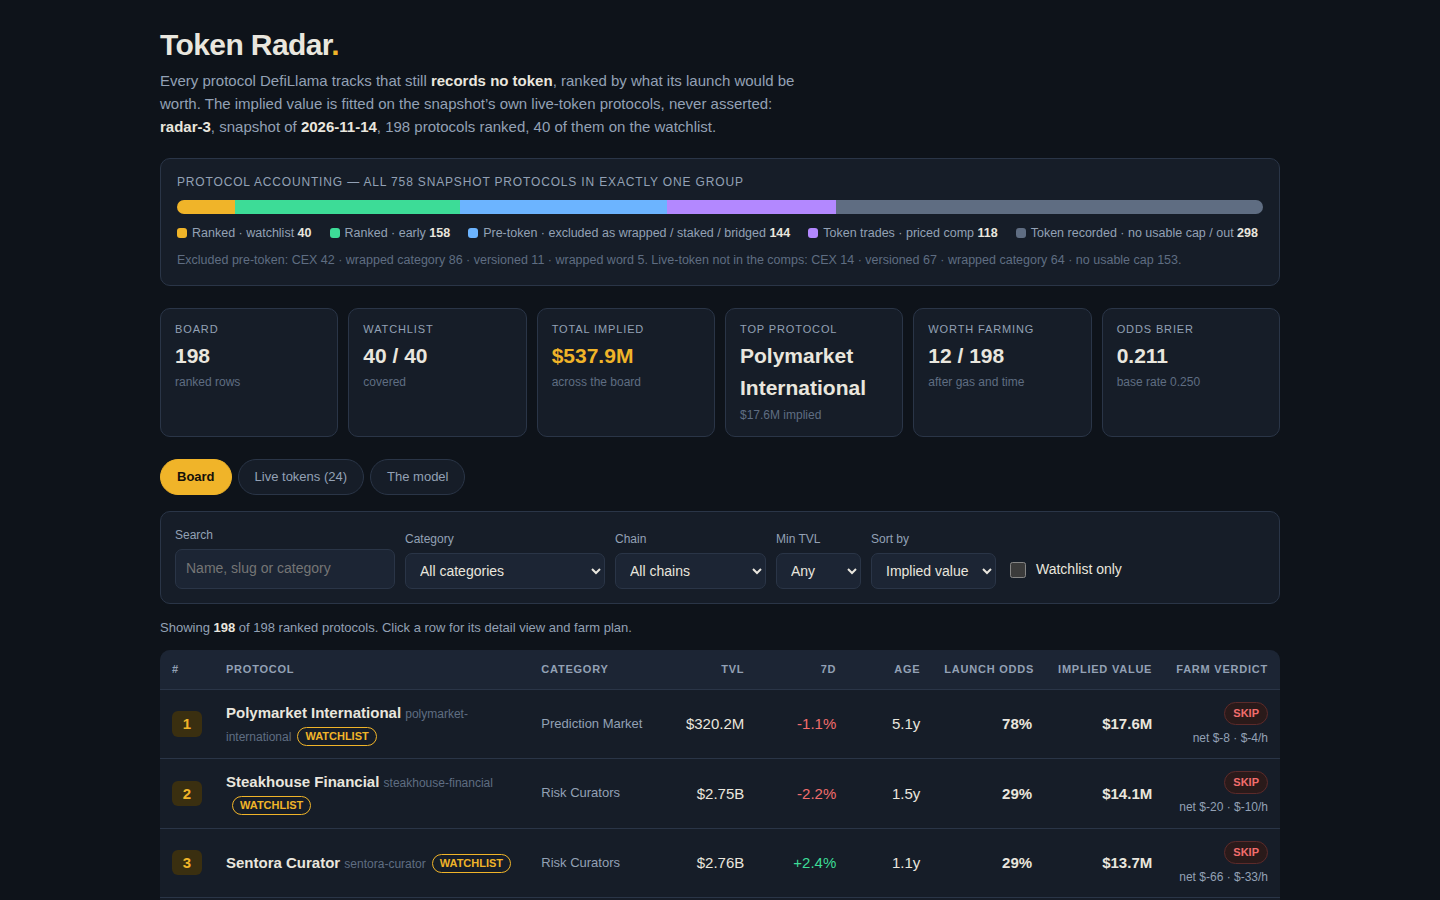 Token Radar.
Every protocol DefiLlama tracks that still records no token, ranked by what its launch would be
worth. The implied value is fitted on the snapshot’s own live-token protocols, never asserted:
radar-3, snapshot of 2026-11-14, 198 protocols ranked, 40 of them on the watchlist.
PROTOCOL ACCOUNTING — ALL 758 SNAPSHOT PROTOCOLS IN EXACTLY ONE GROUP
Ranked · watchlist 40 Ranked · early 158 Pre-token · excluded as wrapped / staked / bridged 144 Token trades · priced comp 118 Token recorded · no usable cap / out 298
Excluded pre-token: CEX 42 · wrapped category 86 · versioned 11 · wrapped word 5. Live-token not in the comps: CEX 14 · versioned 67 · wrapped category 64 · no usable cap 153.
BOARD
198
ranked rows
WATCHLIST
40 / 40
covered
TOTAL IMPLIED
$537.9M
across the board
TOP PROTOCOL
Polymarket
International
$17.6M implied
WORTH FARMING
12 / 198
after gas and time
ODDS BRIER
0.211
base rate 0.250
Board Live tokens (24) The model
Search Category Chain Min TVL Sort by
Name, slug or category All categories All chains Any Implied value Watchlist only
Showing 198 of 198 ranked protocols. Click a row for its detail view and farm plan.
# PROTOCOL CATEGORY TVL 7D AGE LAUNCH ODDS IMPLIED VALUE FARM VERDICT
1 Polymarket International polymarket-
international WATCHLIST Prediction Market $320.2M -1.1% 5.1y 78% $17.6M SKIP
net $-8 · $-4/h
2 Steakhouse Financial steakhouse-financial
WATCHLIST Risk Curators $2.75B -2.2% 1.5y 29% $14.1M SKIP
net $-20 · $-10/h
3 Sentora Curator sentora-curator WATCHLIST Risk Curators $2.76B +2.4% 1.1y 29% $13.7M SKIP
net $-66 · $-33/h